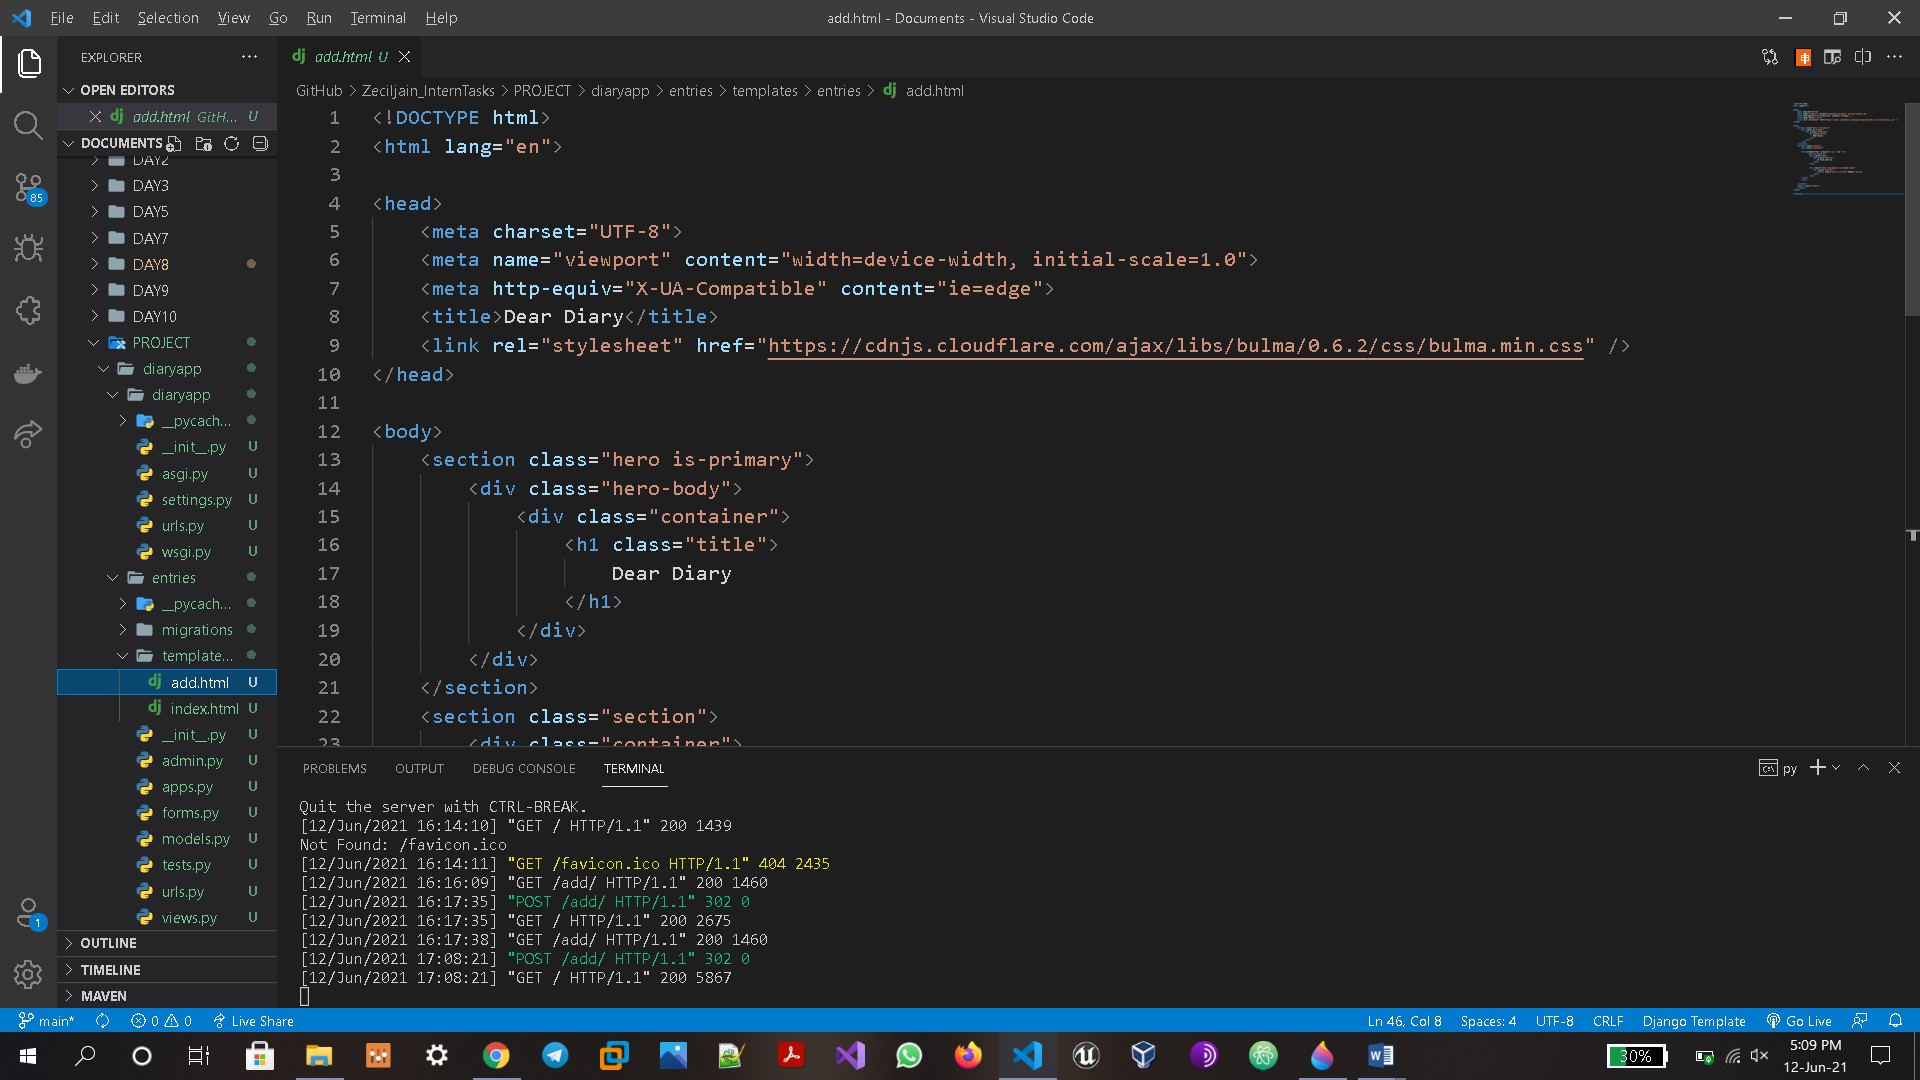 File Edit Selection View Go Run Terminal Help
add.html - Documents - Visual Studio Code
EXPLORER
OPEN EDITORS
add.html GitH... U
DOCUMENTS
DAY2
DAY3
DAY5
DAY7
DAY8
DAY9
DAY10
PROJECT
diaryapp
diaryapp
__pycach...
__init__.py U
asgi.py U
settings.py U
urls.py U
wsgi.py U
entries
__pycach...
migrations
template...
add.html U
index.html U
__init__.py U
admin.py U
apps.py U
forms.py U
models.py U
tests.py U
urls.py U
views.py U
OUTLINE
TIMELINE
MAVEN
85
1
add.html U
GitHub > Zeciljain_InternTasks > PROJECT > diaryapp > entries > templates > entries > add.html
1 <!DOCTYPE html>
2 <html lang="en">
3
4 <head>
5 <meta charset="UTF-8">
6 <meta name="viewport" content="width=device-width, initial-scale=1.0">
7 <meta http-equiv="X-UA-Compatible" content="ie=edge">
8 <title>Dear Diary</title>
9 <link rel="stylesheet" href="https://cdnjs.cloudflare.com/ajax/libs/bulma/0.6.2/css/bulma.min.css" />
10 </head>
11
12 <body>
13 <section class="hero is-primary">
14 <div class="hero-body">
15 <div class="container">
16 <h1 class="title">
17 Dear Diary
18 </h1>
19 </div>
20 </div>
21 </section>
22 <section class="section">
23 <div class="container">
PROBLEMS OUTPUT DEBUG CONSOLE TERMINAL
py
Quit the server with CTRL-BREAK.
[12/Jun/2021 16:14:10] "GET / HTTP/1.1" 200 1439
Not Found: /favicon.ico
[12/Jun/2021 16:14:11] "GET /favicon.ico HTTP/1.1" 404 2435
[12/Jun/2021 16:16:09] "GET /add/ HTTP/1.1" 200 1460
[12/Jun/2021 16:17:35] "POST /add/ HTTP/1.1" 302 0
[12/Jun/2021 16:17:35] "GET / HTTP/1.1" 200 2675
[12/Jun/2021 16:17:38] "GET /add/ HTTP/1.1" 200 1460
[12/Jun/2021 17:08:21] "POST /add/ HTTP/1.1" 302 0
[12/Jun/2021 17:08:21] "GET / HTTP/1.1" 200 5867
main* 0 0 Live Share
Ln 46, Col 8 Spaces: 4 UTF-8 CRLF Django Template Go Live
30%
5:09 PM
12-Jun-21